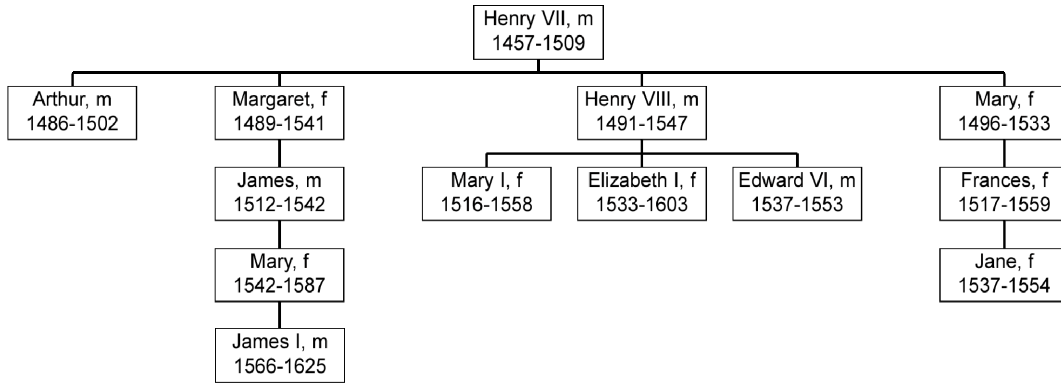 Henry VII, m
1457-1509
Arthur, m
1486-1502
Margaret, f
1489-1541
Henry VIII, m
1491-1547
Mary, f
1496-1533
James, m
1512-1542
Mary I, f
1516-1558
Elizabeth I, f
1533-1603
Edward VI, m
1537-1553
Frances, f
1517-1559
Mary, f
1542-1587
Jane, f
1537-1554
James I, m
1566-1625